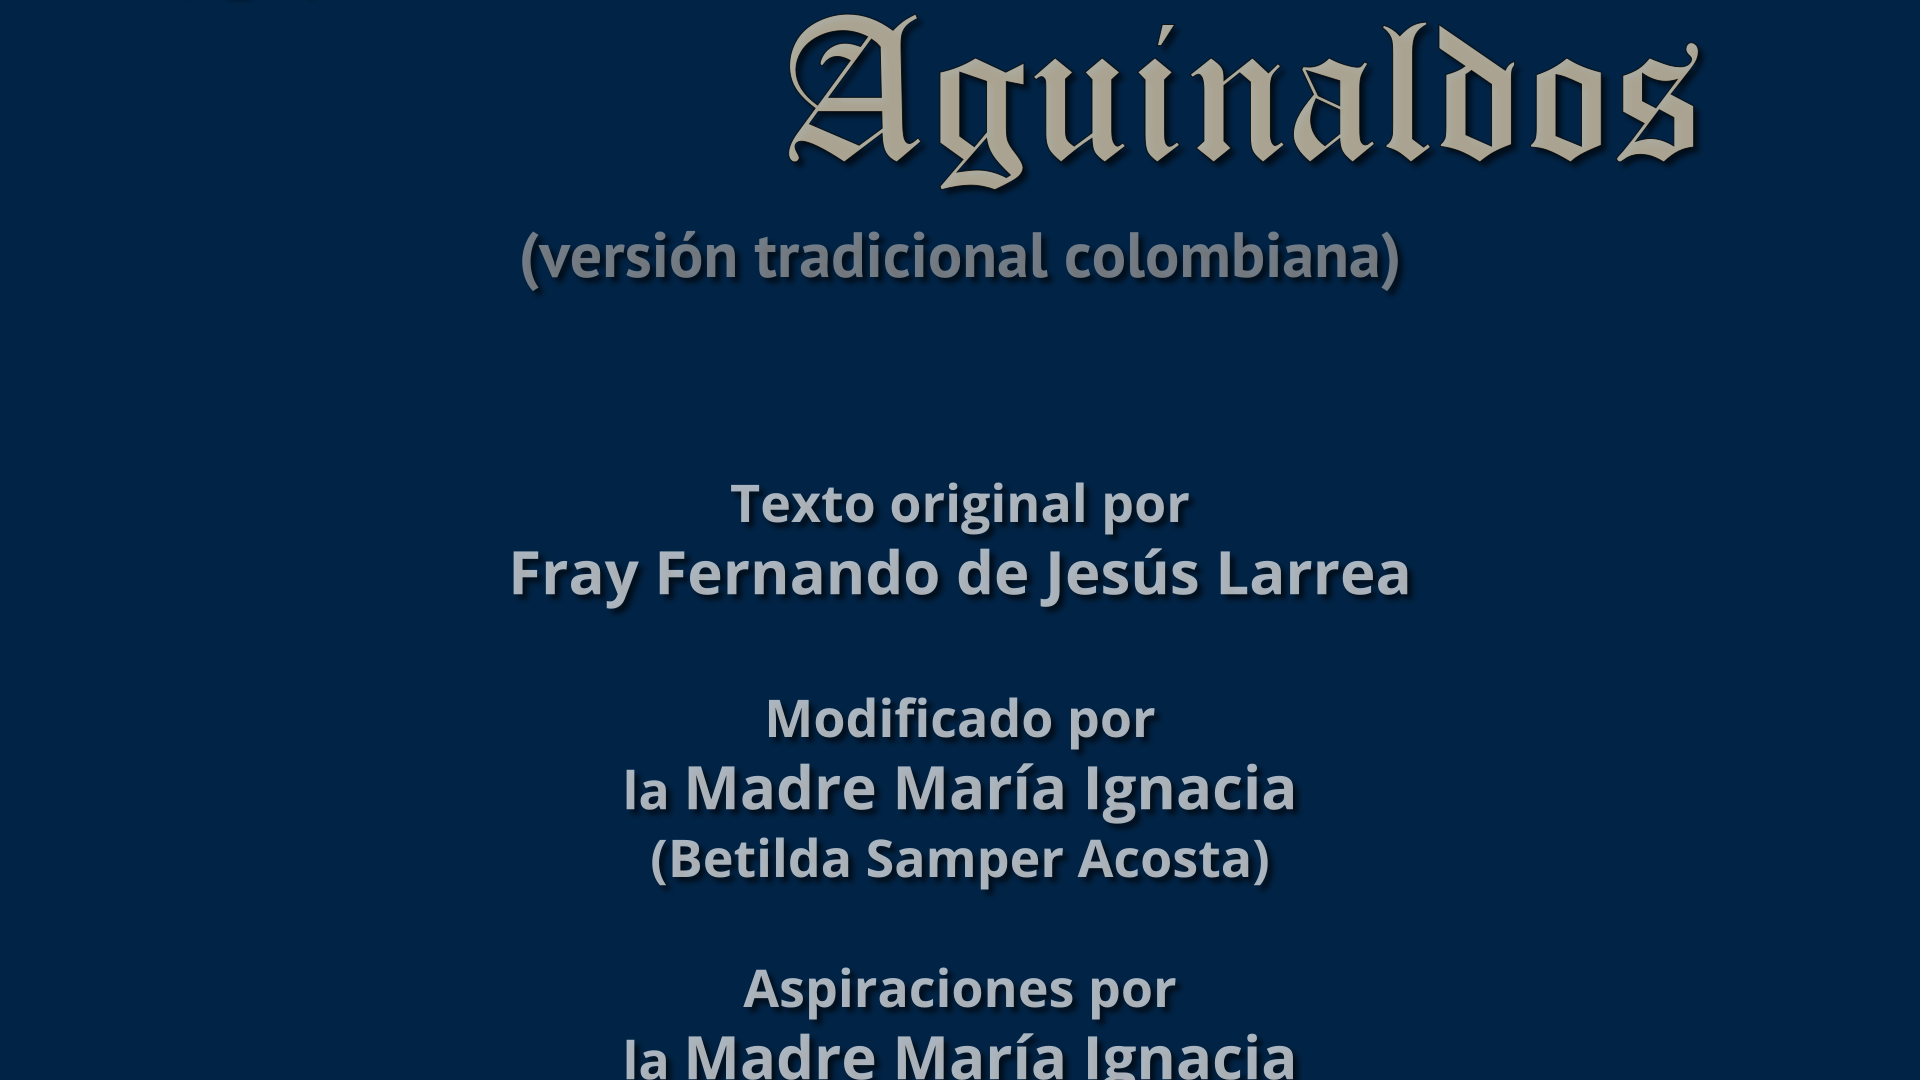 Aguinaldos
(versión tradicional colombiana)
Texto original por
Fray Fernando de Jesús Larrea
Modificado por
la Madre María Ignacia
(Betilda Samper Acosta)
Aspiraciones por
la Madre María Ignacia